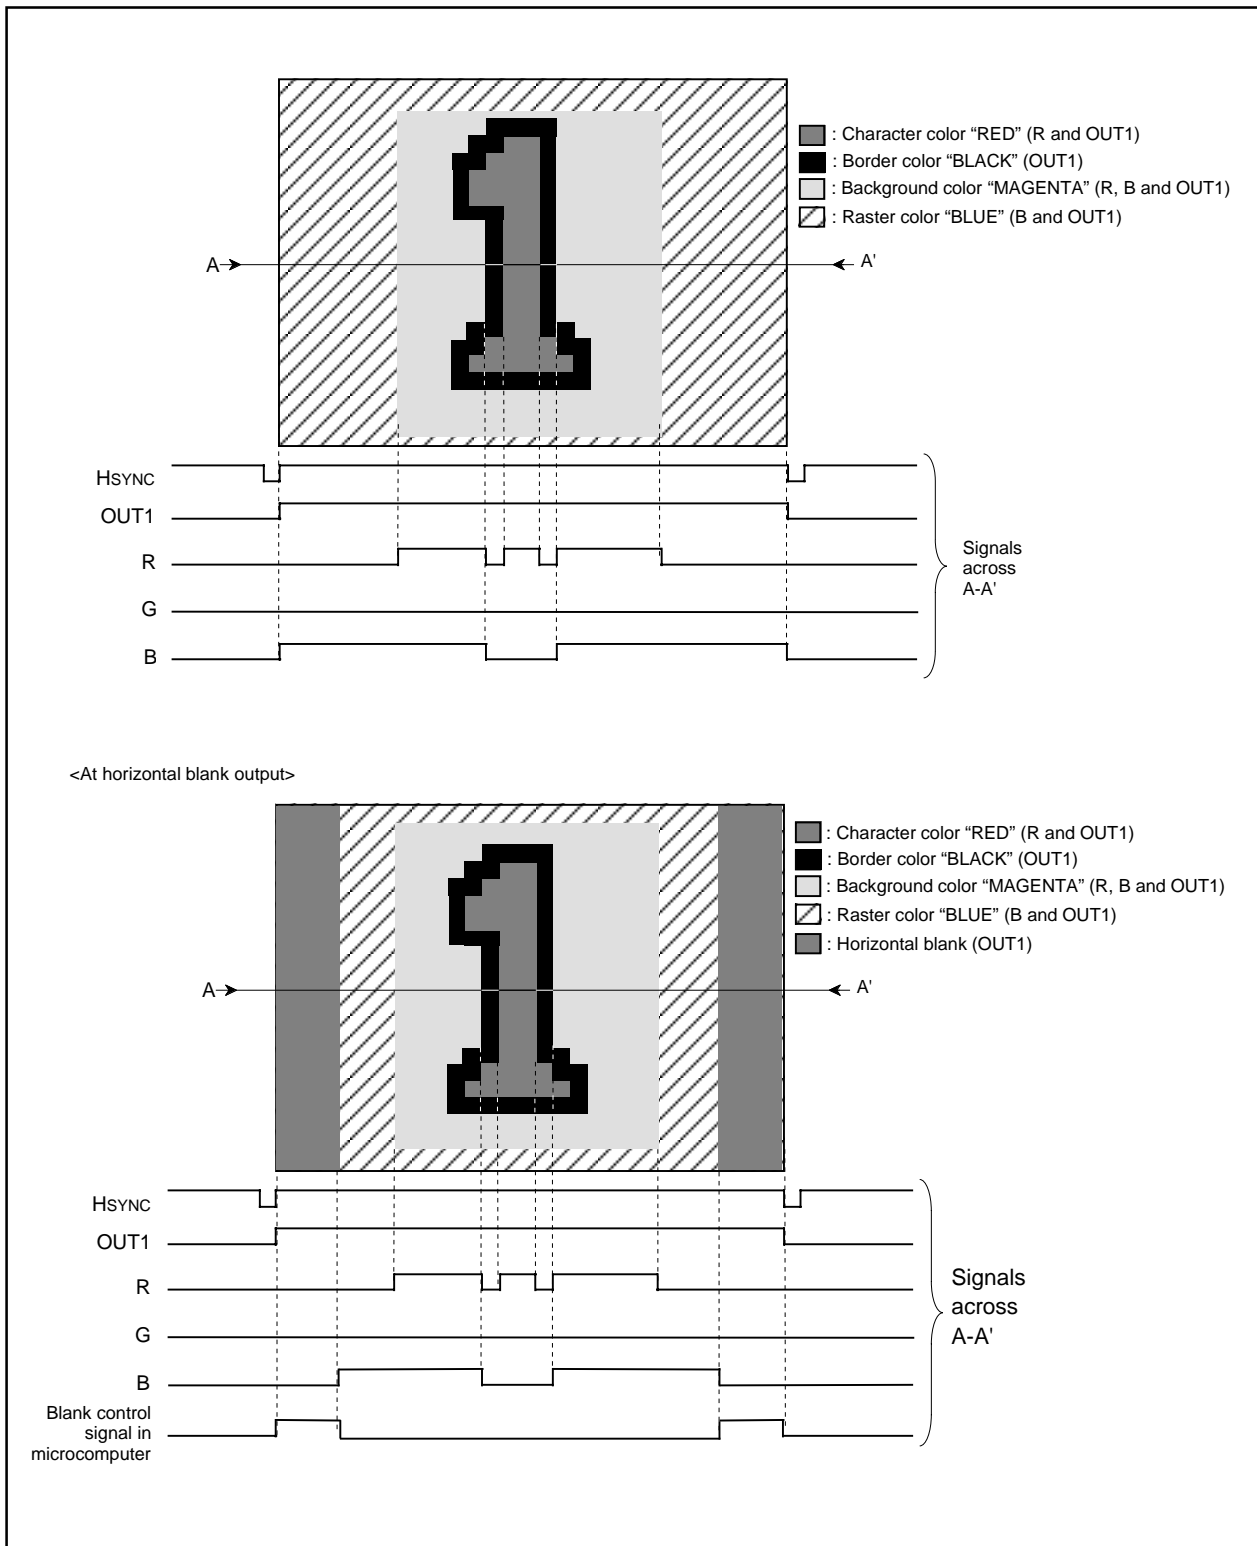 : Character color “RED” (R and OUT1)
: Border color “BLACK” (OUT1)
: Background color “MAGENTA” (R, B and OUT1)
: Raster color “BLUE” (B and OUT1)
A
A'
HSYNC
OUT1
R
G
B
Signals
across
A-A'
<At horizontal blank output>
: Character color “RED” (R and OUT1)
: Border color “BLACK” (OUT1)
: Background color “MAGENTA” (R, B and OUT1)
: Raster color “BLUE” (B and OUT1)
: Horizontal blank (OUT1)
A
A'
HSYNC
OUT1
R
G
B
Blank control
signal in
microcomputer
Signals
across
A-A'